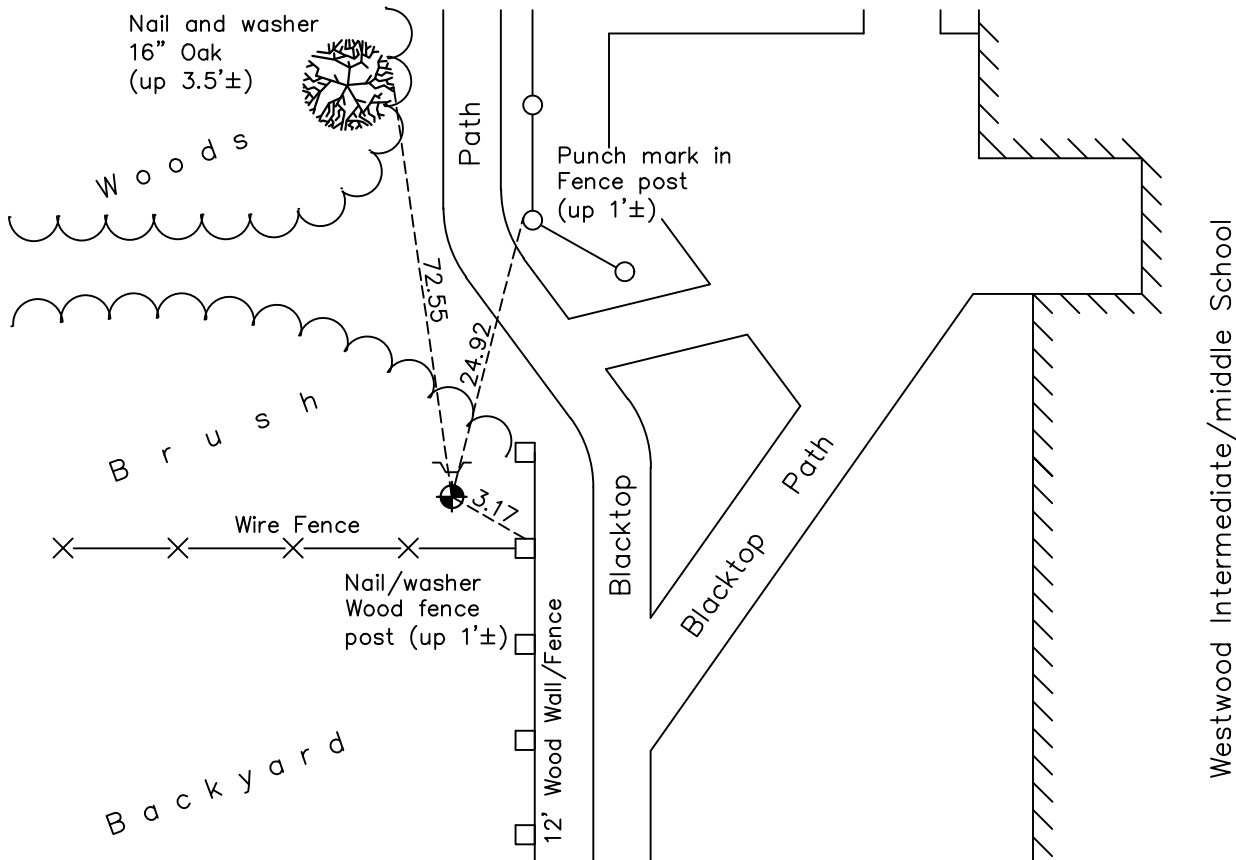 Nail and washer
16" Oak
(up 3.5'±)
Woods
Path
Punch mark in
Fence post
(up 1'±)
72.55
24.92
Brush
3.17
Wire Fence
Nail/washer
Wood fence
post (up 1'±)
12' Wood Wall/Fence
Blacktop
Blacktop Path
Backyard
Westwood Intermediate/middle School